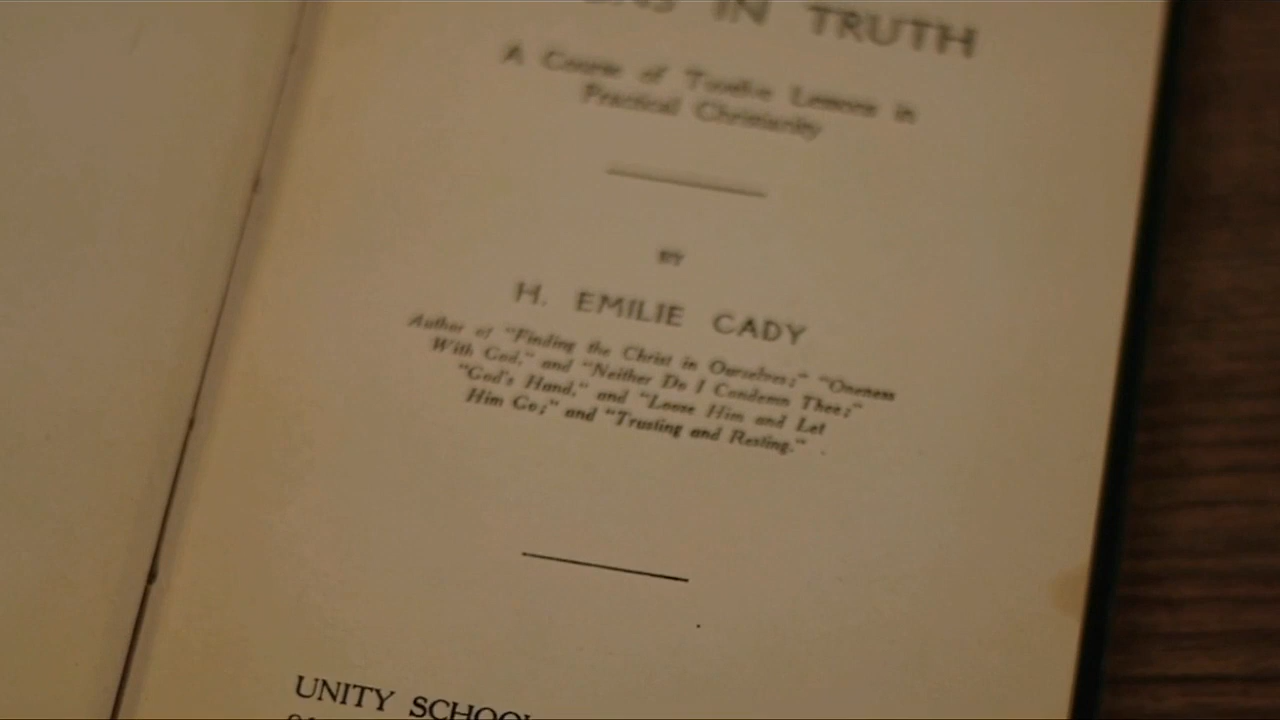 IN TRUTH
A Course of Twelve Lessons in
Practical Christianity
BY
H. EMILIE CADY
Author of "Finding the Christ in Ourselves;" "Oneness
With God," and "Neither Do I Condemn Thee;"
"God's Hand," and "Loose Him and Let
Him Go;" and "Trusting and Resting."
UNITY SCHOOL